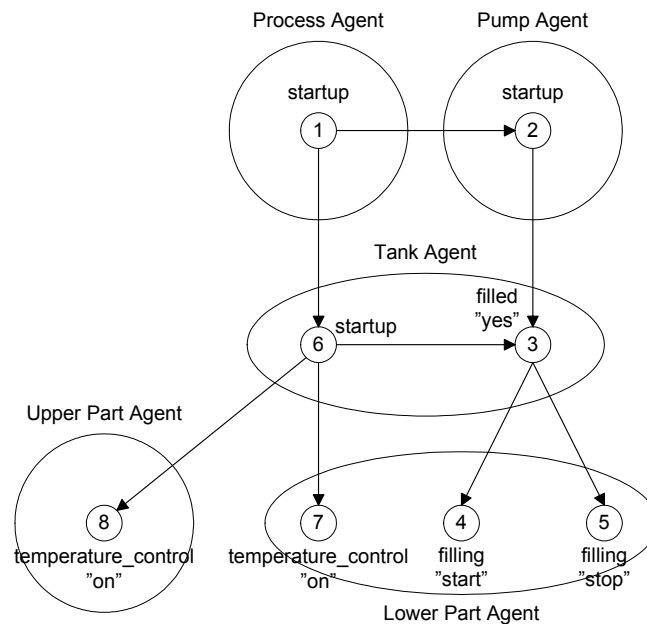 Process Agent
Pump Agent
startup
startup
1
2
Tank Agent
filled
”yes”
startup
6
3
Upper Part Agent
8
7
4
5
temperature_control
”on”
temperature_control
”on”
filling
”start”
filling
”stop”
Lower Part Agent